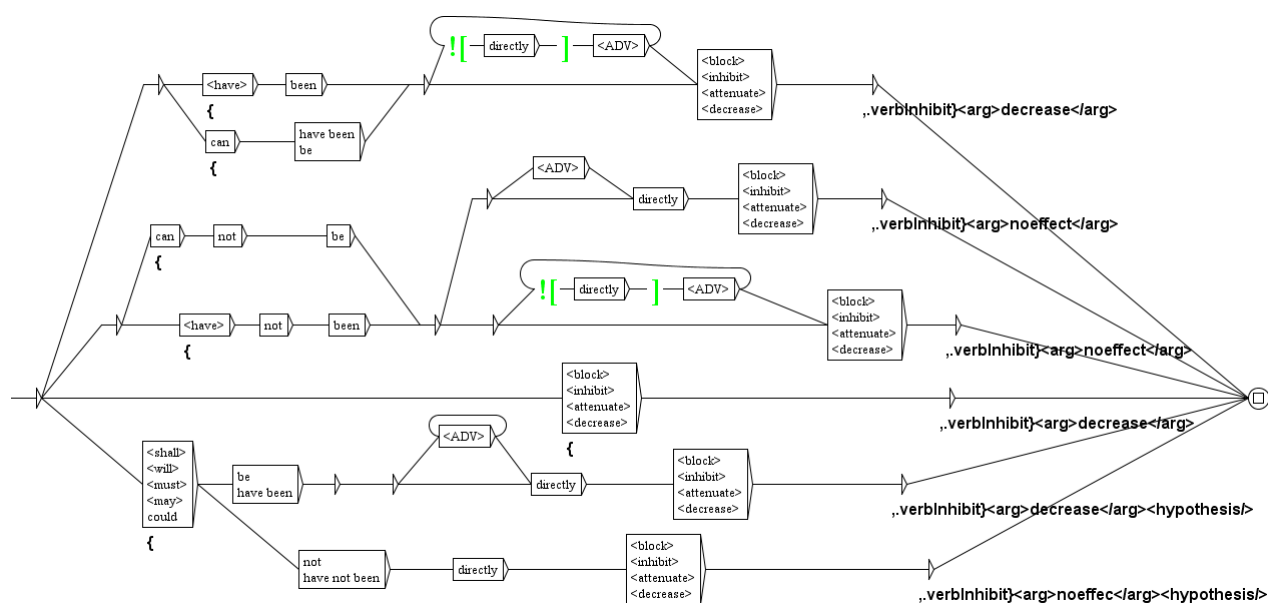 ![ directly ] <ADV>
<have> been
{
can
{
have been
be
<block>
<inhibit>
<attenuate>
<decrease>
,.verbInhibit}<arg>decrease</arg>
<ADV>
directly
<block>
<inhibit>
<attenuate>
<decrease>
,.verbInhibit}<arg>noeffect</arg>
can not be
{
<have> not been
{
![ directly ] <ADV>
<block>
<inhibit>
<attenuate>
<decrease>
,.verbInhibit}<arg>noeffect</arg>
<block>
<inhibit>
<attenuate>
<decrease>
{
,.verbInhibit}<arg>decrease</arg>
<shall>
<will>
<must>
<may>
could
{
be
have been
<ADV>
directly
<block>
<inhibit>
<attenuate>
<decrease>
,.verbInhibit}<arg>decrease</arg><hypothesis/>
not
have not been
directly
<block>
<inhibit>
<attenuate>
<decrease>
,.verbInhibit}<arg>noeffec</arg><hypothesis/>